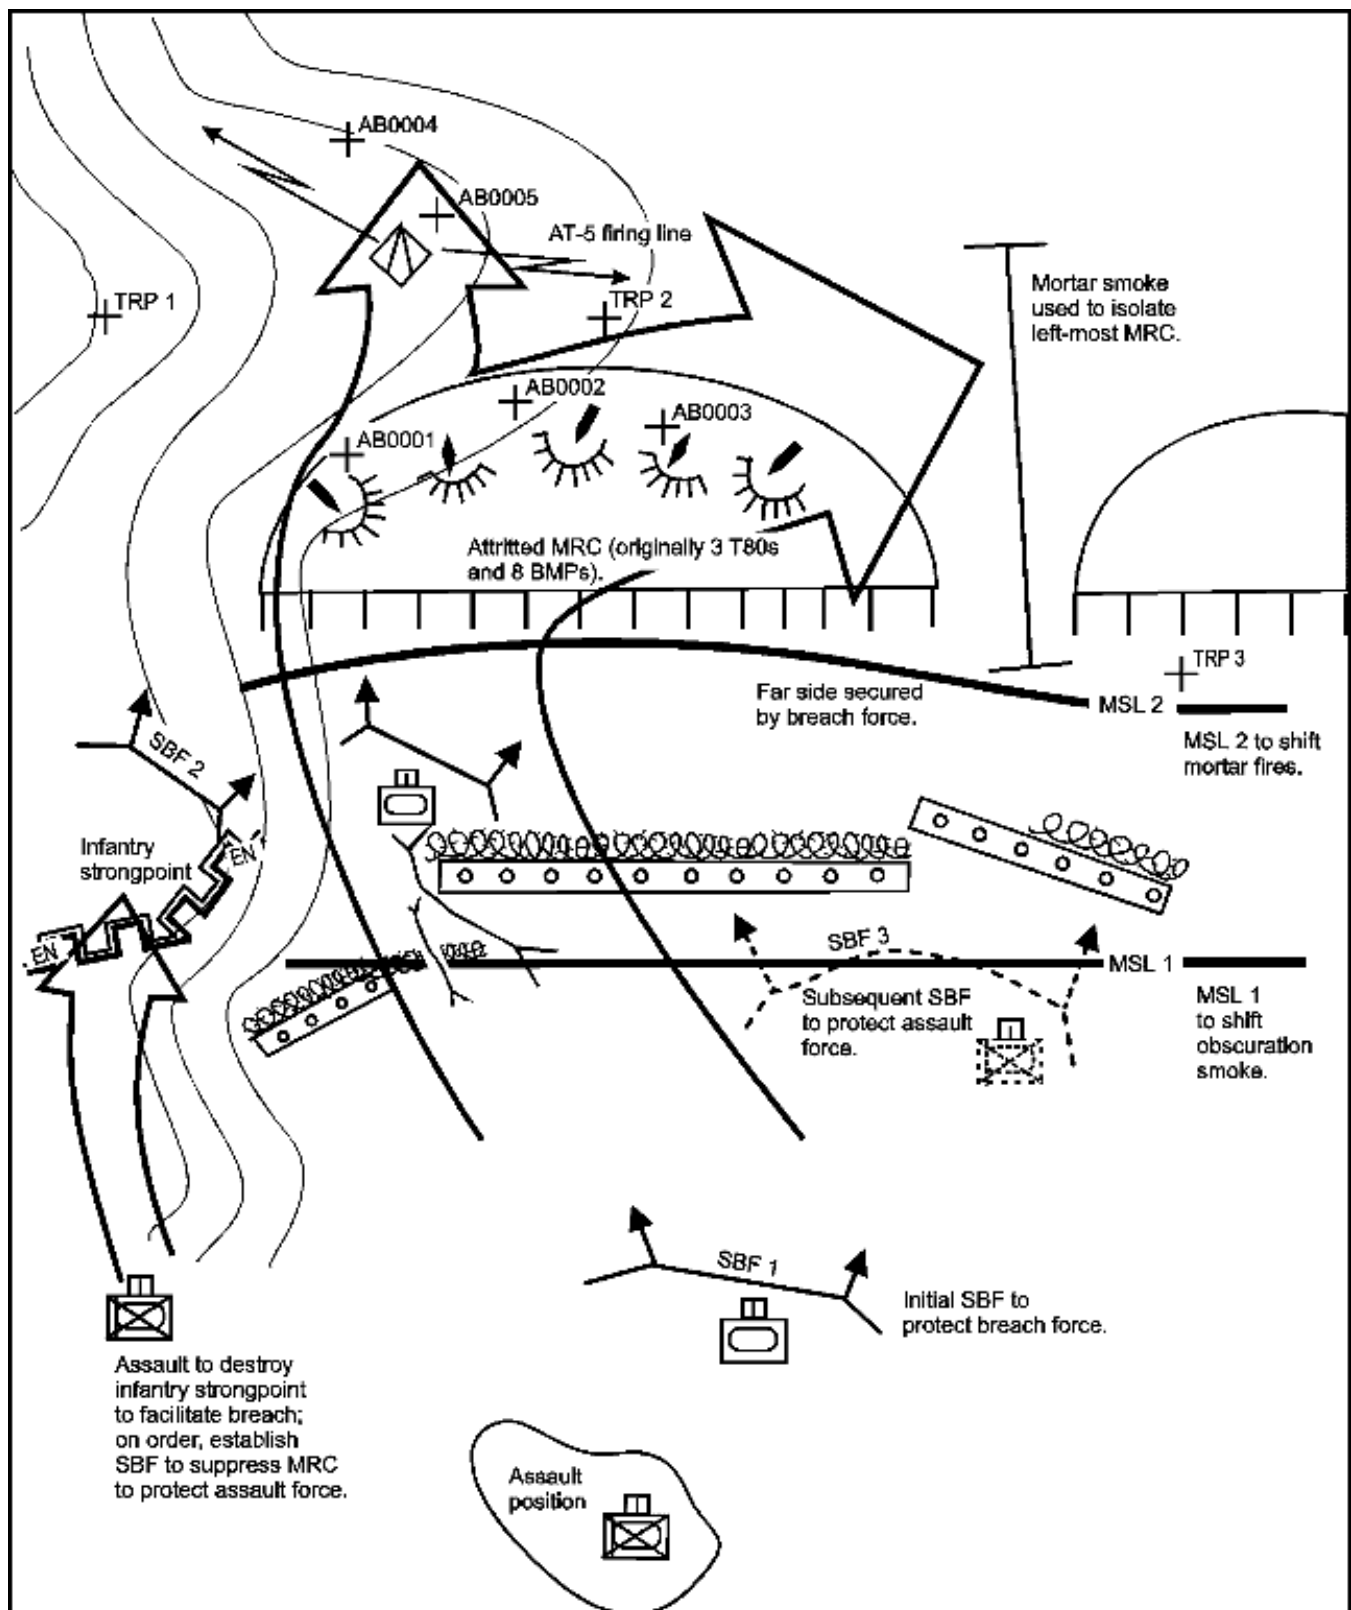 AB0004
AB0005
AT-5 firing line
TRP 1
TRP 2
Mortar smoke
used to isolate
left-most MRC.
AB0002
AB0003
AB0001
Attritted MRC (originally 3 T80s
and 8 BMPs).
TRP 3
Far side secured
by breach force.
MSL 2
MSL 2 to shift
mortar fires.
SBF 2
Infantry
strongpoint
EN
EN
SBF 3
MSL 1
Subsequent SBF
to protect assault
force.
MSL 1
to shift
obscuration
smoke.
SBF 1
Initial SBF to
protect breach force.
Assault to destroy
infantry strongpoint
to facilitate breach;
on order, establish
SBF to suppress MRC
to protect assault force.
Assault
position